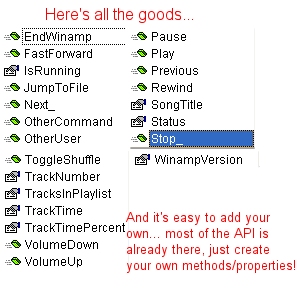 Here's all the goods...
EndWinamp
FastForward
IsRunning
JumpToFile
Next_
OtherCommand
OtherUser
ToggleShuffle
TrackNumber
TracksInPlaylist
TrackTime
TrackTimePercent
VolumeDown
VolumeUp
Pause
Play
Previous
Rewind
SongTitle
Status
Stop_
WinampVersion
And it's easy to add your
own... most of the API is
already there, just create
your own methods/properties!